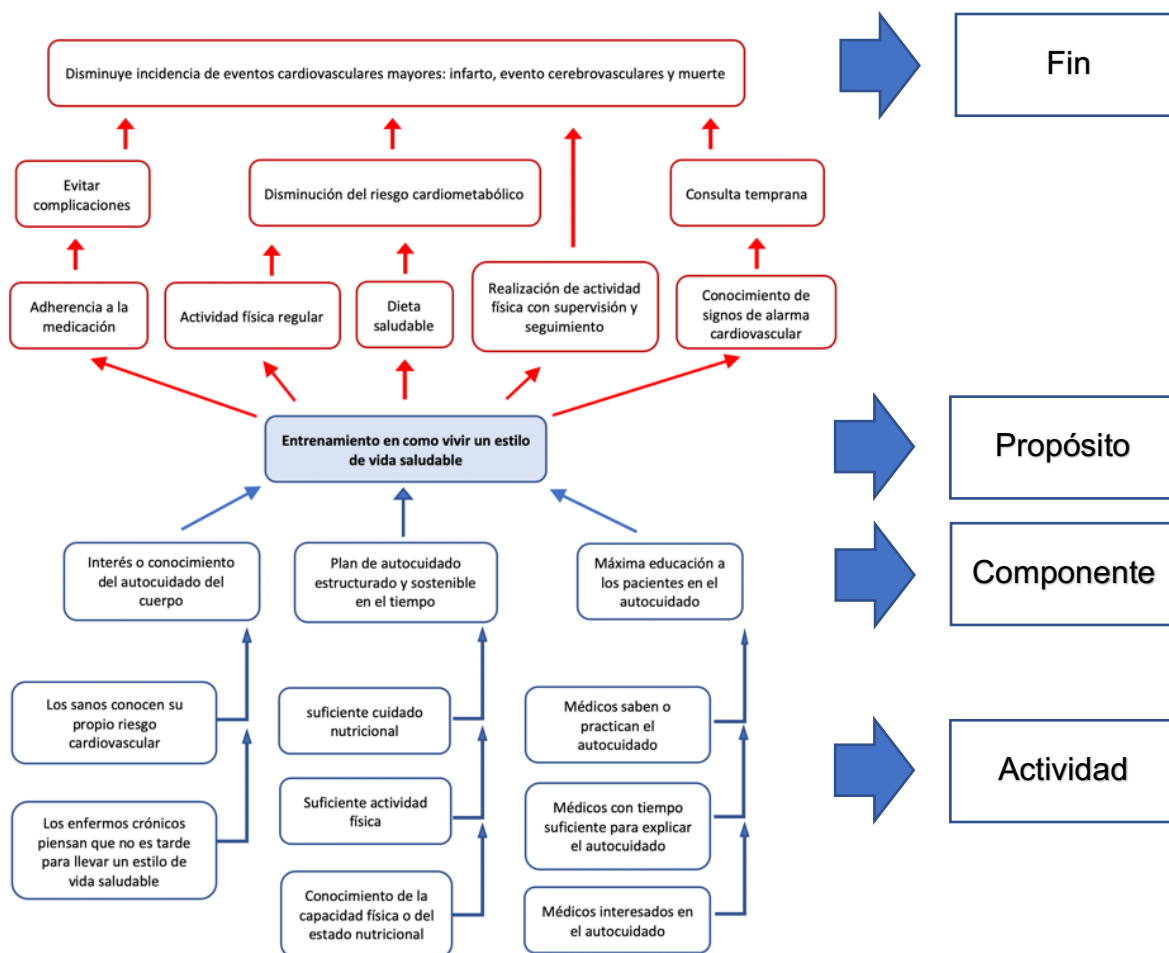 Disminuye incidencia de eventos cardiovasculares mayores: infarto, evento cerebrovasculares y muerte
Fin
Evitar
complicaciones
Disminución del riesgo cardiometabólico
Consulta temprana
Adherencia a la
medicación
Actividad física regular
Dieta
saludable
Realización de actividad
física con supervisión y
seguimiento
Conocimiento de
signos de alarma
cardiovascular
Entrenamiento en como vivir un estilo
de vida saludable
Propósito
Interés o conocimiento
del autocuidado del
cuerpo
Plan de autocuidado
estructurado y sostenible
en el tiempo
Máxima educación a
los pacientes en el
autocuidado
Componente
Los sanos conocen su
propio riesgo
cardiovascular
suficiente cuidado
nutricional
Médicos saben o
practican el
autocuidado
Actividad
Los enfermos crónicos
piensan que no es tarde
para llevar un estilo de
vida saludable
Suficiente actividad
física
Médicos con tiempo
suficiente para explicar
el autocuidado
Conocimiento de la
capacidad física o del
estado nutricional
Médicos interesados en
el autocuidado